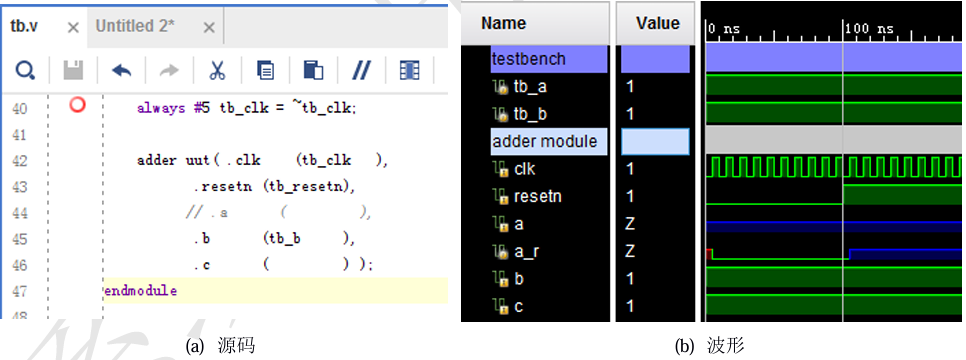 tb.v × Untitled 2* ×
40 always #5 tb_clk = ~tb_clk;
41
42 adder uut( .clk (tb_clk ),
43 .resetn (tb_resetn),
44 // .a ( ),
45 .b (tb_b ),
46 .c ( ) );
47 endmodule
48
(a) 源码
Name Value 0 ns 100 ns
testbench
tb_a 1
tb_b 1
adder module
clk 1
resetn 1
a Z
a_r Z
b 1
c 1
(b) 波形